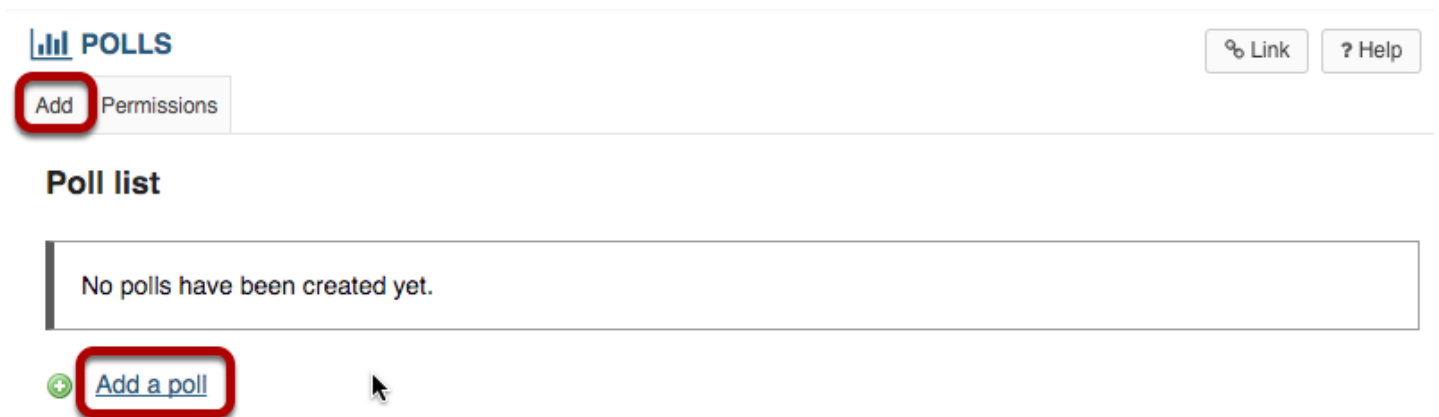 POLLS
Link ? Help
Add Permissions
Poll list
No polls have been created yet.
Add a poll